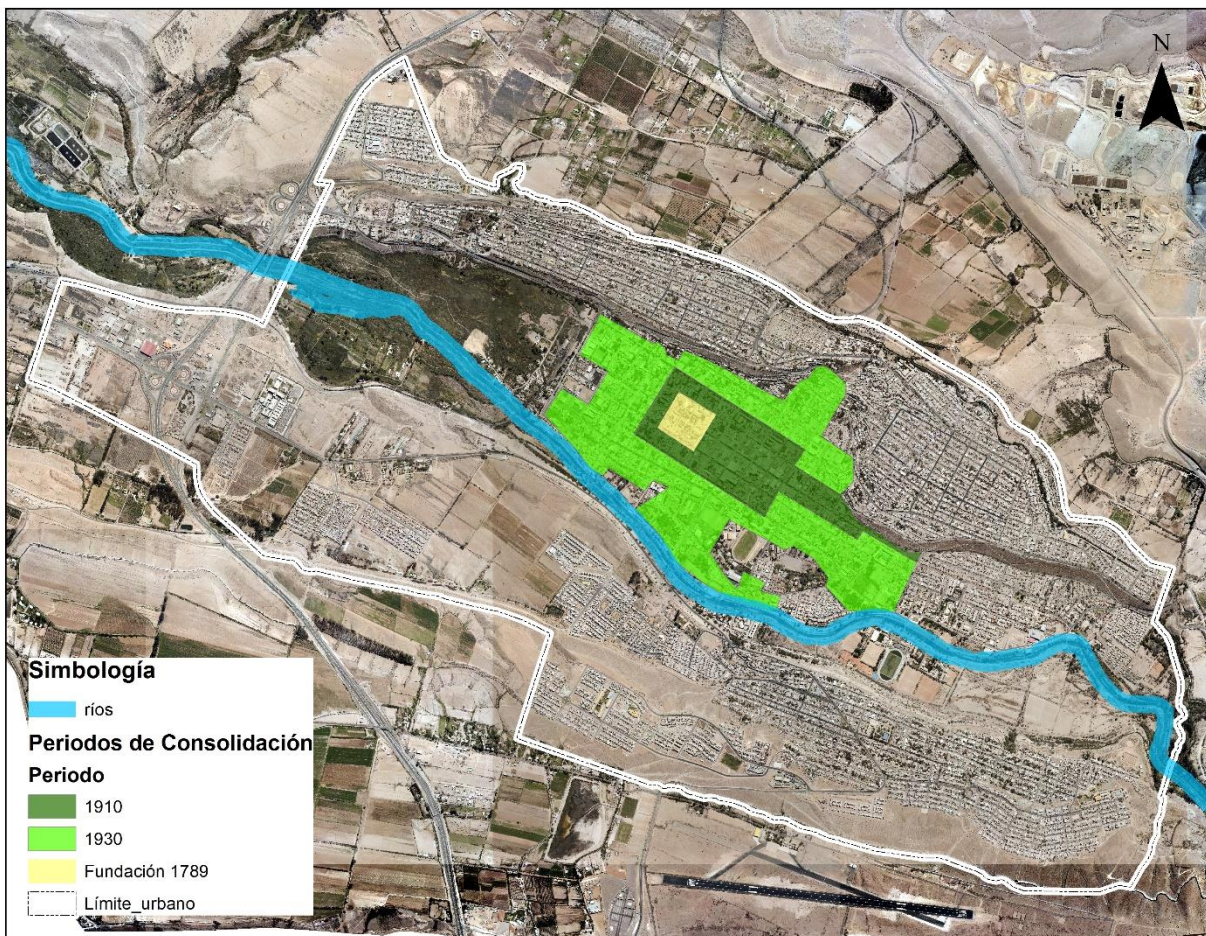 N
Simbología
ríos
Periodos de Consolidación
Periodo
1910
1930
Fundación 1789
Límite_urbano